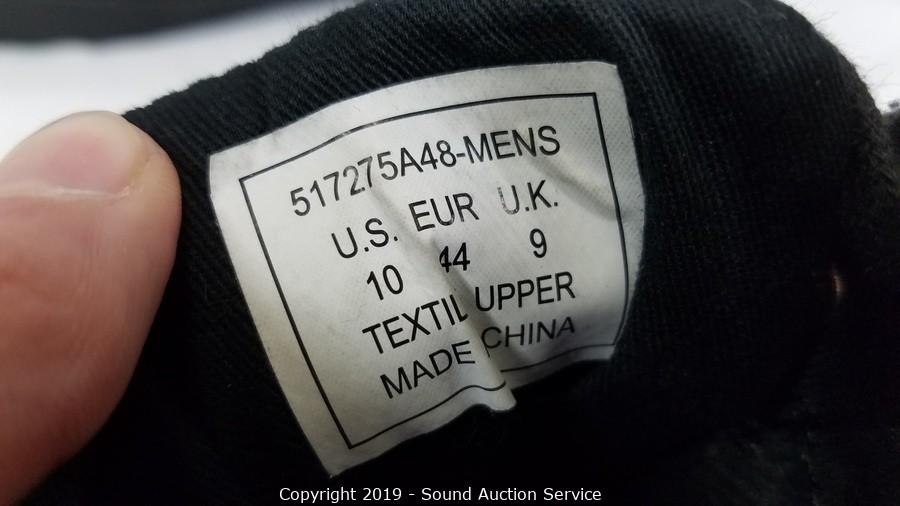 517275A48-MENS
U.S. EUR U.K.
10 44 9
TEXTIL UPPER
MADE CHINA
Copyright 2019 - Sound Auction Service